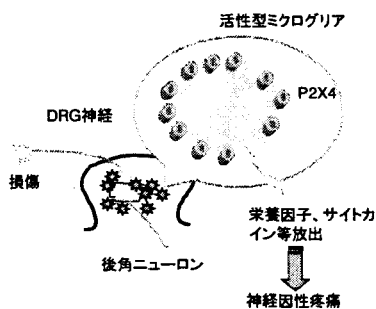 活性型ミクログリア
P2X4
DRG神経
損傷
栄養因子、サイトカ
イン等放出
後角ニューロン
神経因性疼痛